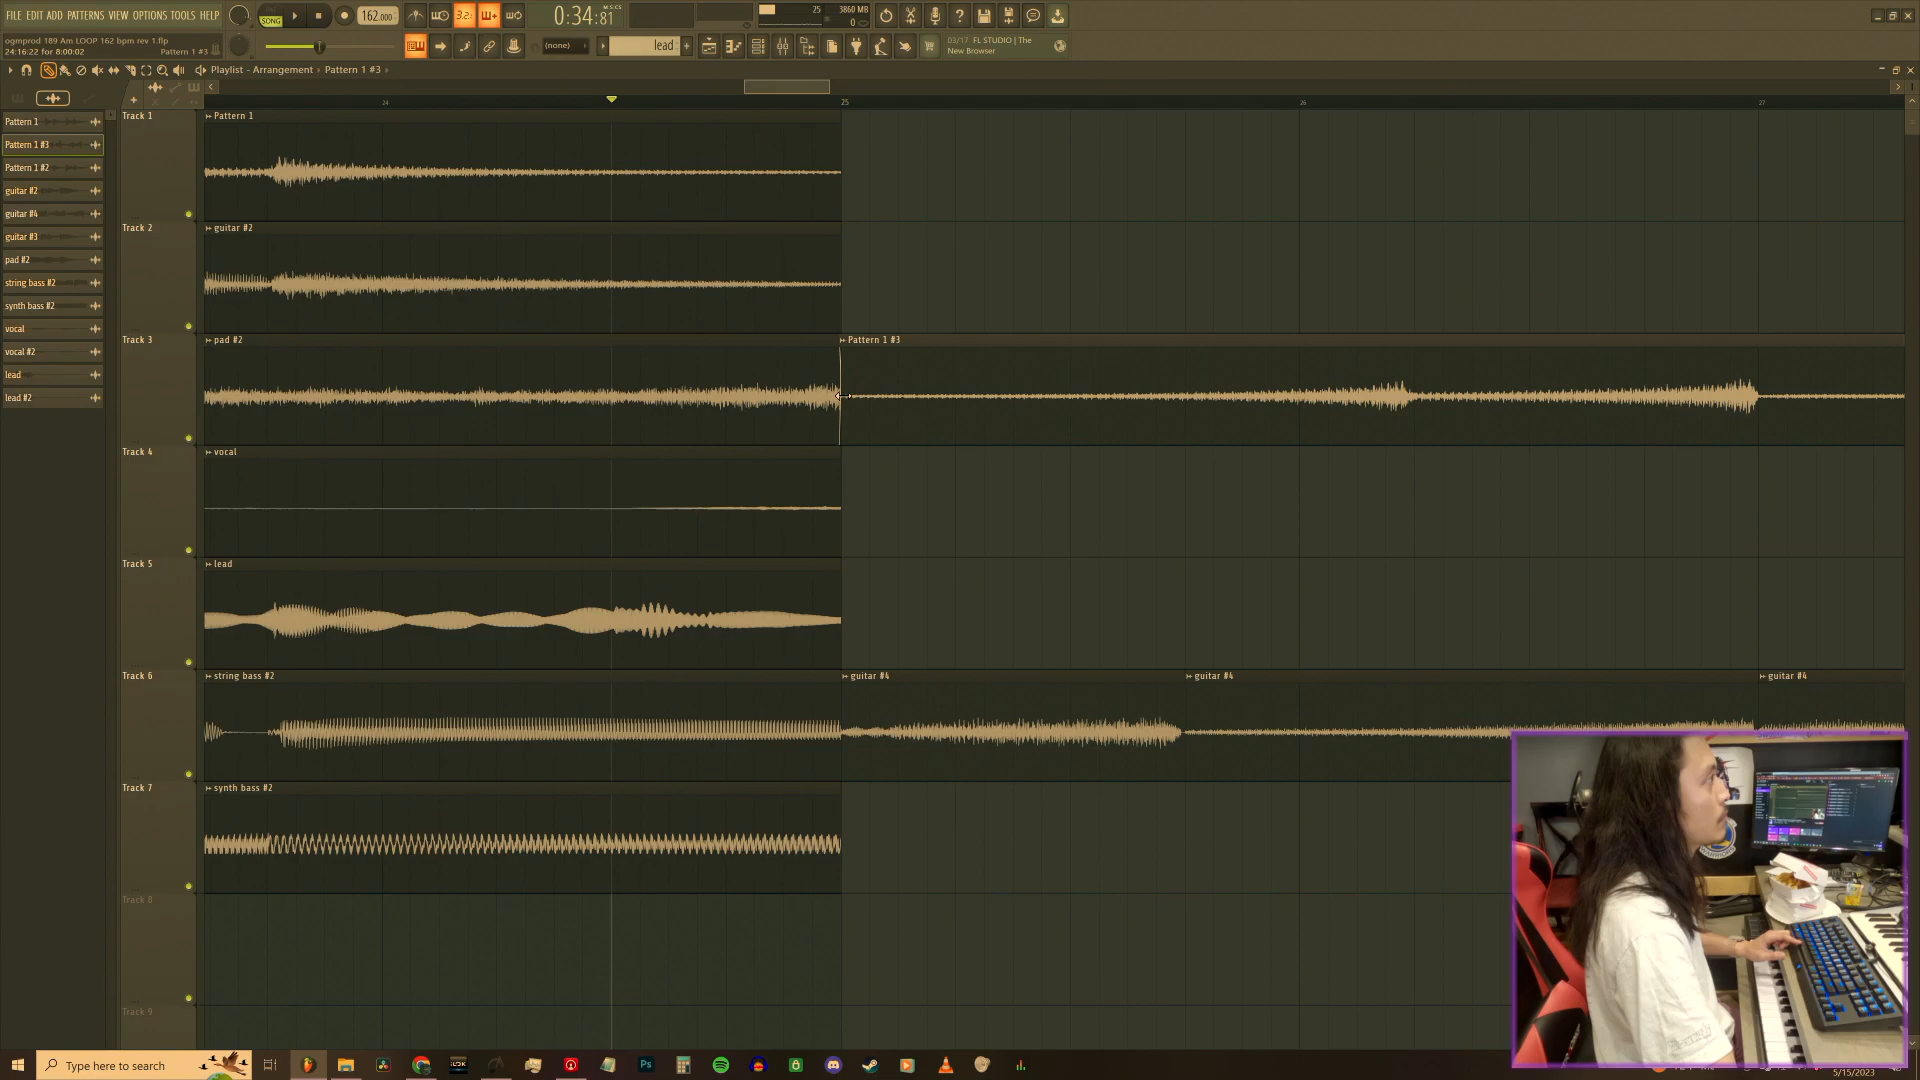 FILE EDIT ADD PATTERNS VIEW OPTIONS TOOLS HELP
SONG
162.000
3.2.
0:34:81
M:S:CS
25
3860 MB
0
ogmprod 189 Am LOOP 162 bpm rev 1.flp
24:16:22 for 8:00:02
Pattern 1 #3
(none)
lead
03/17 FL STUDIO | The
New Browser
Playlist - Arrangement › Pattern 1 #3 ›
24
25
26
27
Pattern 1
Pattern 1 #3
Pattern 1 #2
guitar #2
guitar #4
guitar #3
pad #2
string bass #2
synth bass #2
vocal
vocal #2
lead
lead #2
Track 1
Pattern 1
Track 2
guitar #2
Track 3
pad #2
Pattern 1 #3
Track 4
vocal
Track 5
lead
Track 6
string bass #2
guitar #4
guitar #4
guitar #4
Track 7
synth bass #2
Track 8
Track 9
Type here to search
Ps
5/15/2023